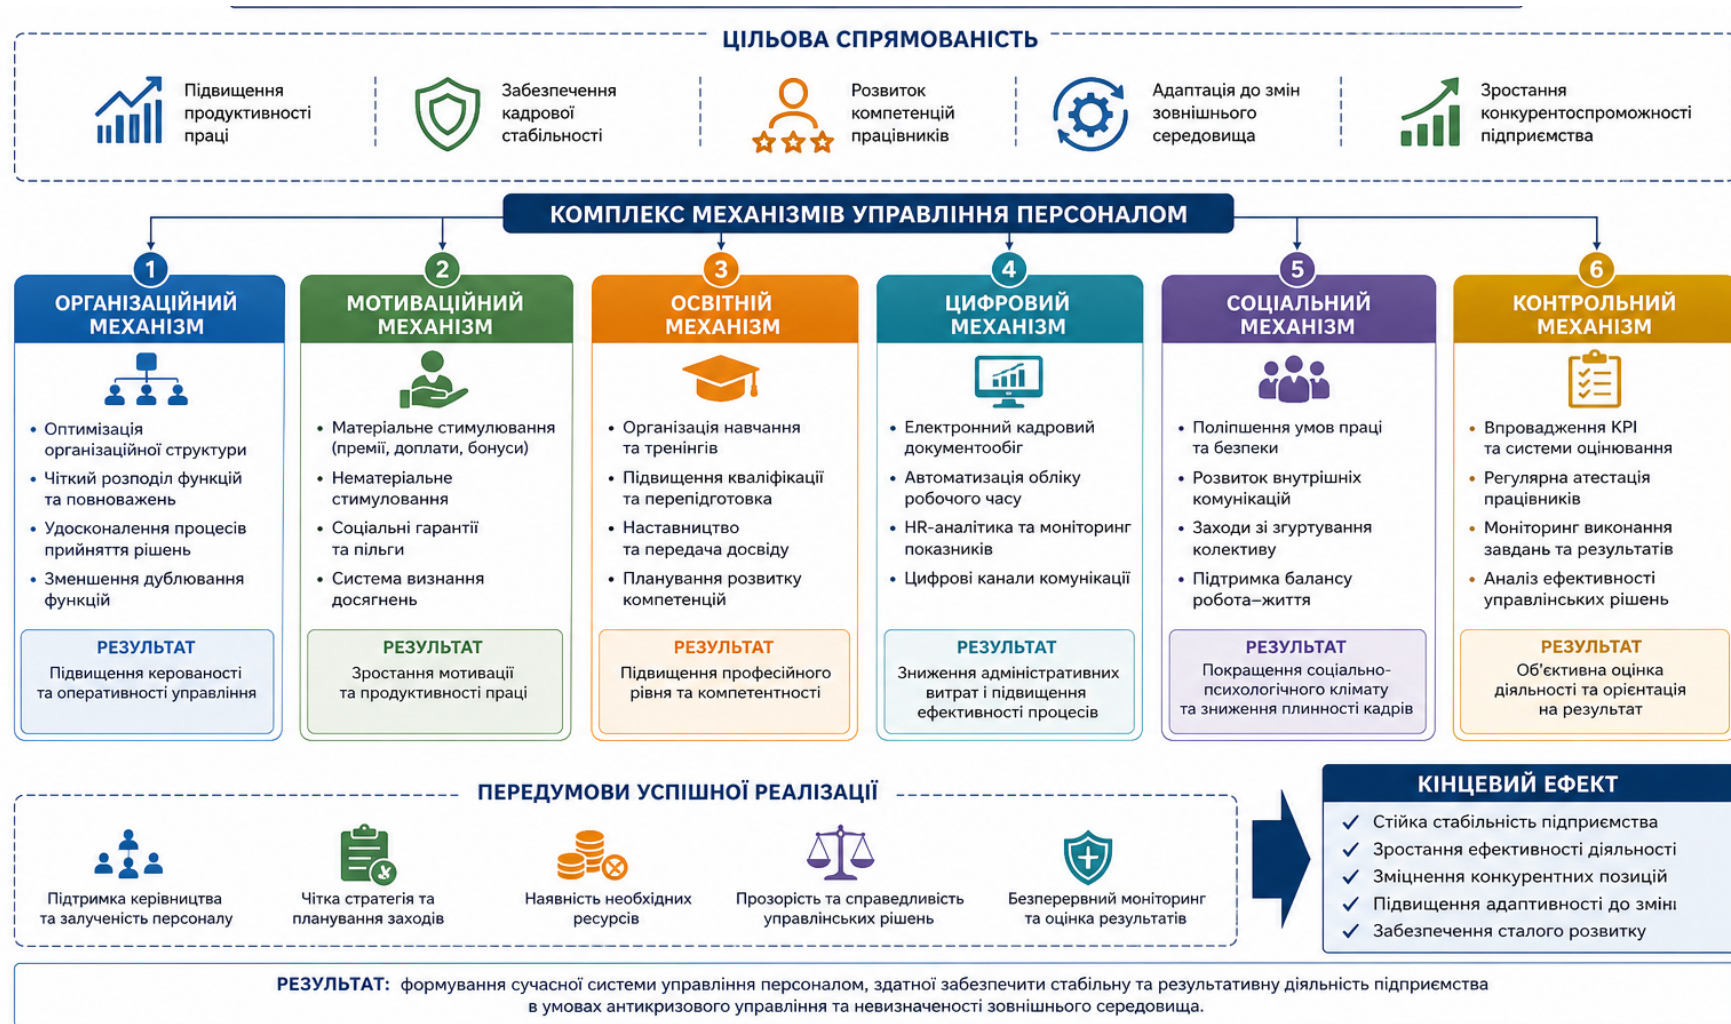 ЦІЛЬОВА СПРЯМОВАНІСТЬ
Підвищення
продуктивності
праці
Забезпечення
кадрової
стабільності
Розвиток
компетенцій
працівників
Адаптація до змін
зовнішнього
середовища
Зростання
конкурентоспроможності
підприємства
КОМПЛЕКС МЕХАНІЗМІВ УПРАВЛІННЯ ПЕРСОНАЛОМ
1
ОРГАНІЗАЦІЙНИЙ
МЕХАНІЗМ
• Оптимізація
організаційної структури
• Чіткий розподіл функцій
та повноважень
• Удосконалення процесів
прийняття рішень
• Зменшення дублювання
функцій
РЕЗУЛЬТАТ
Підвищення керованості
та оперативності управління
2
МОТИВАЦІЙНИЙ
МЕХАНІЗМ
• Матеріальне стимулювання
(премії, доплати, бонуси)
• Нематеріальне
стимуловання
• Соціальні гарантії
та пільги
• Система визнання
досягнень
РЕЗУЛЬТАТ
Зростання мотивації
та продуктивності праці
3
ОСВІТНІЙ
МЕХАНІЗМ
• Організація навчання
та тренінгів
• Підвищення кваліфікації
та перепідготовка
• Наставництво
та передача досвіду
• Планування розвитку
компетенцій
РЕЗУЛЬТАТ
Підвищення професійного
рівня та компетентності
4
ЦИФРОВИЙ
МЕХАНІЗМ
• Електронний кадровий
документообіг
• Автоматизація обліку
робочого часу
• HR-аналітика та моніторинг
показників
• Цифрові канали комунікації
РЕЗУЛЬТАТ
Зниження адміністративних
витрат і підвищення
ефективності процесів
5
СОЦІАЛЬНИЙ
МЕХАНІЗМ
• Поліпшення умов праці
та безпеки
• Розвиток внутрішніх
комунікацій
• Заходи зі згуртування
колективу
• Підтримка балансу
робота–життя
РЕЗУЛЬТАТ
Покращення соціально-
психологічного клімату
та зниження плинності кадрів
6
КОНТРОЛЬНИЙ
МЕХАНІЗМ
• Впровадження KPI
та системи оцінювання
• Регулярна атестація
працівників
• Моніторинг виконання
завдань та результатів
• Аналіз ефективності
управлінських рішень
РЕЗУЛЬТАТ
Об’єктивна оцінка
діяльності та орієнтація
на результат
ПЕРЕДУМОВИ УСПІШНОЇ РЕАЛІЗАЦІЇ
Підтримка керівництва
та залученість персоналу
Чітка стратегія та
планування заходів
Наявність необхідних
ресурсів
Прозорість та справедливість
управлінських рішень
Безперервний моніторинг
та оцінка результатів
КІНЦЕВИЙ ЕФЕКТ
✓ Стійка стабільність підприємства
✓ Зростання ефективності діяльності
✓ Зміцнення конкурентних позицій
✓ Підвищення адаптивності до
✓ Забезпечення сталого розвитку
РЕЗУЛЬТАТ: формування сучасної системи управління персоналом, здатної забезпечити стабільну та результативну діяльність підприємства
в умовах антикризового управління та невизначеності зовнішнього середовища.